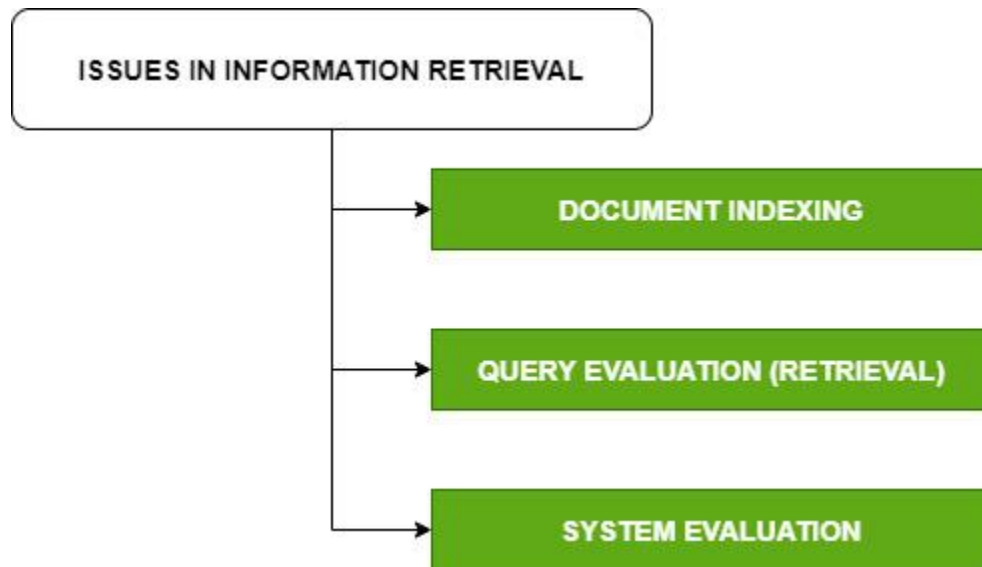 ISSUES IN INFORMATION RETRIEVAL
DOCUMENT INDEXING
QUERY EVALUATION (RETRIEVAL)
SYSTEM EVALUATION